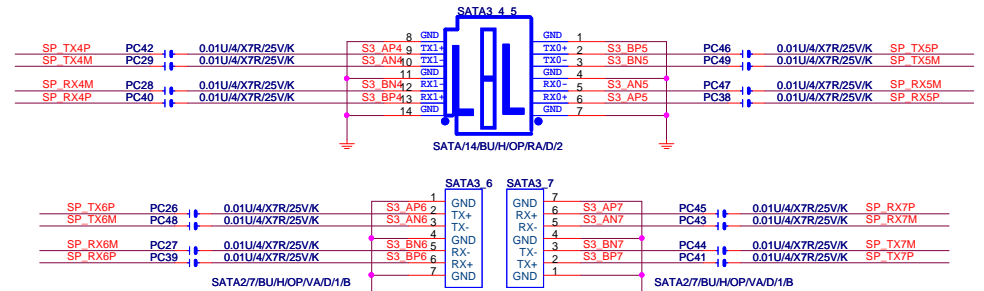 SATA3_4_5
8 GND GND 1
SP_TX4P PC42 0.01U/4/X7R/25V/K S3_AP4 9 TX1+ TX0+ 2 S3_BP5 PC46 0.01U/4/X7R/25V/K SP_TX5P
SP_TX4M PC29 0.01U/4/X7R/25V/K S3_AN4 10 TX1- TX0- 3 S3_BN5 PC49 0.01U/4/X7R/25V/K SP_TX5M
11 GND GND 4
SP_RX4M PC28 0.01U/4/X7R/25V/K S3_BN4 12 RX1- RX0- 5 S3_AN5 PC47 0.01U/4/X7R/25V/K SP_RX5M
SP_RX4P PC40 0.01U/4/X7R/25V/K S3_BP4 13 RX1+ RX0+ 6 S3_AP5 PC38 0.01U/4/X7R/25V/K SP_RX5P
14 GND GND 7
SATA/14/BU/H/OP/RA/D/2
SATA3_6 SATA3_7
1 GND GND 7
SP_TX6P PC26 0.01U/4/X7R/25V/K S3_AP6 2 TX+ RX+ 6 S3_AP7 PC45 0.01U/4/X7R/25V/K SP_RX7P
SP_TX6M PC48 0.01U/4/X7R/25V/K S3_AN6 3 TX- RX- 5 S3_AN7 PC43 0.01U/4/X7R/25V/K SP_RX7M
4 GND GND 4
SP_RX6M PC27 0.01U/4/X7R/25V/K S3_BN6 5 RX- TX- 3 S3_BN7 PC44 0.01U/4/X7R/25V/K SP_TX7M
SP_RX6P PC39 0.01U/4/X7R/25V/K S3_BP6 6 RX+ TX+ 2 S3_BP7 PC41 0.01U/4/X7R/25V/K SP_TX7P
7 GND GND 1
SATA2/7/BU/H/OP/VA/D/1/B SATA2/7/BU/H/OP/VA/D/1/B